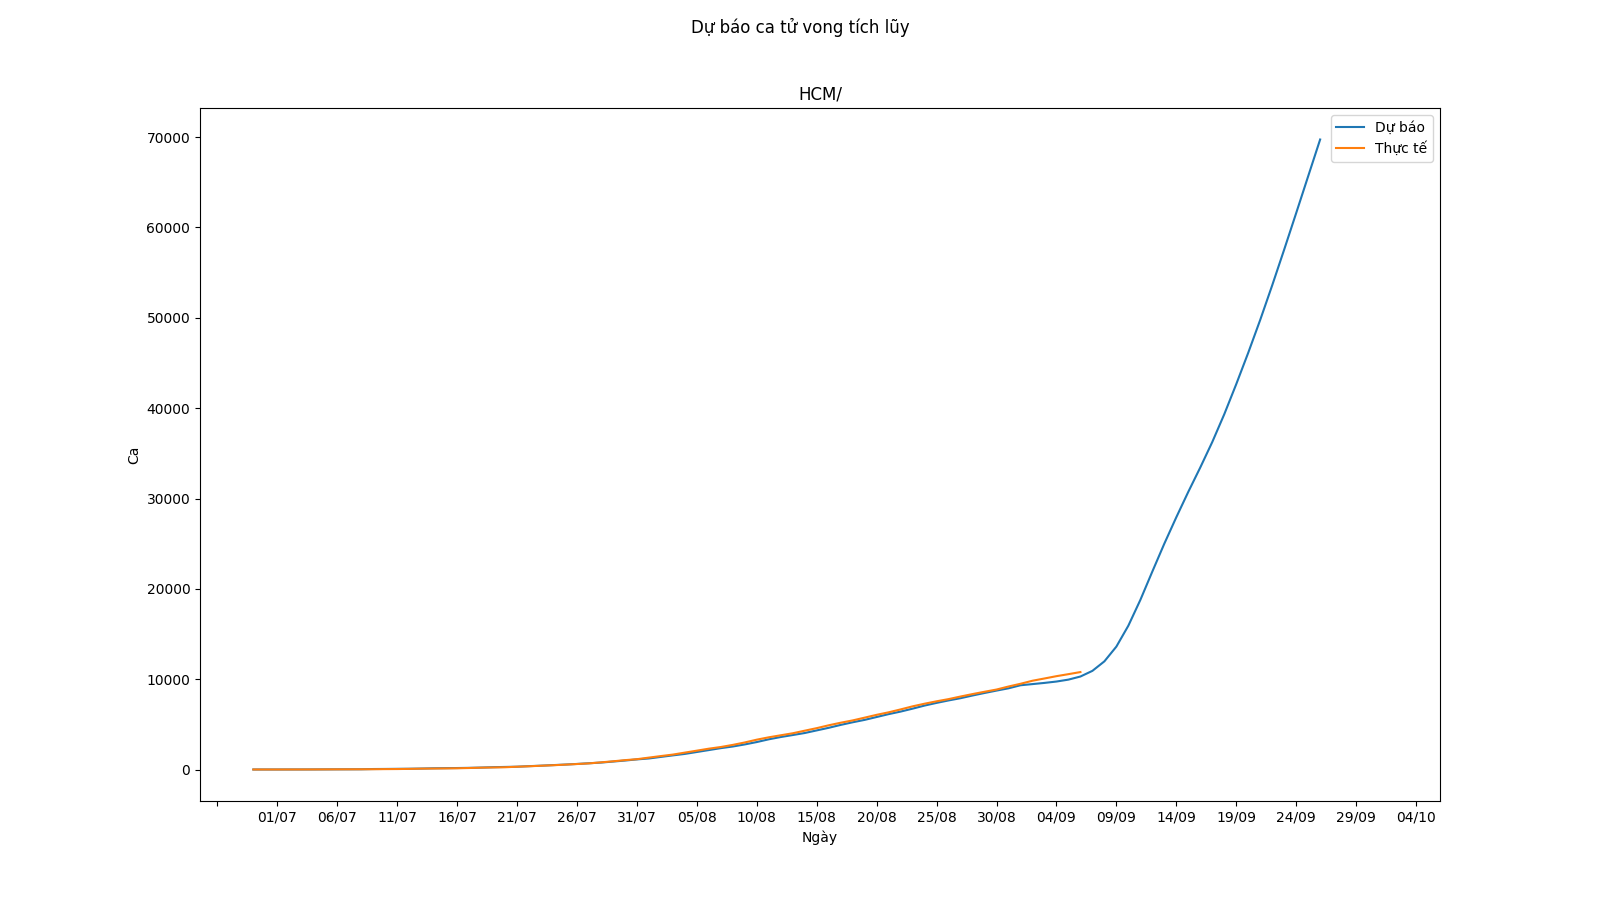 Dự báo ca tử vong tích lũy
HCM/
Dự báo
Thực tế
70000
60000
50000
40000
30000
20000
10000
0
Ca
01/07 06/07 11/07 16/07 21/07 26/07 31/07 05/08 10/08 15/08 20/08 25/08 30/08 04/09 09/09 14/09 19/09 24/09 29/09 04/10
Ngày